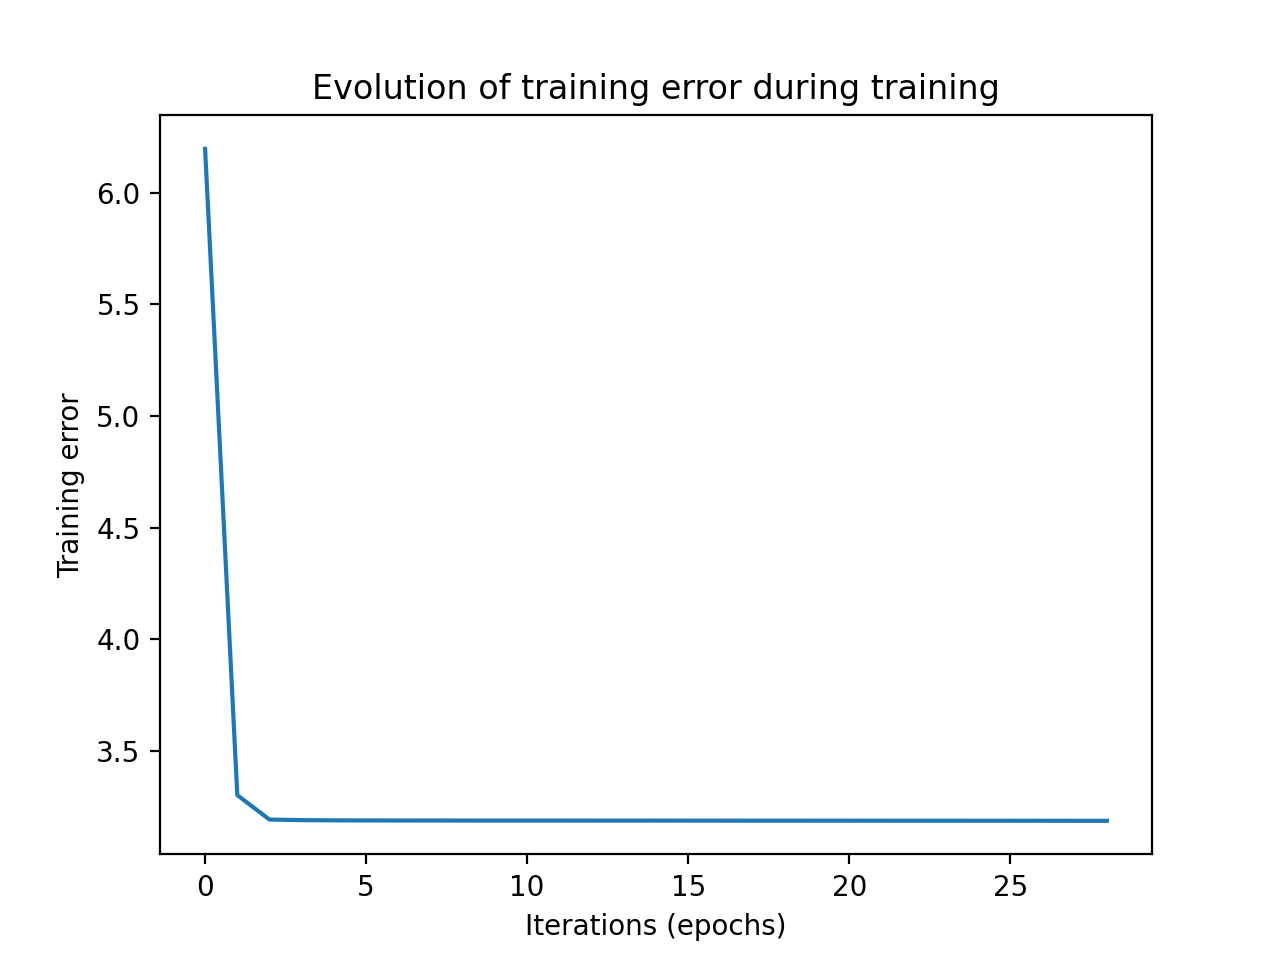 Evolution of training error during training
6.0
5.5
5.0
4.5
4.0
3.5
Training error
0 5 10 15 20 25
Iterations (epochs)